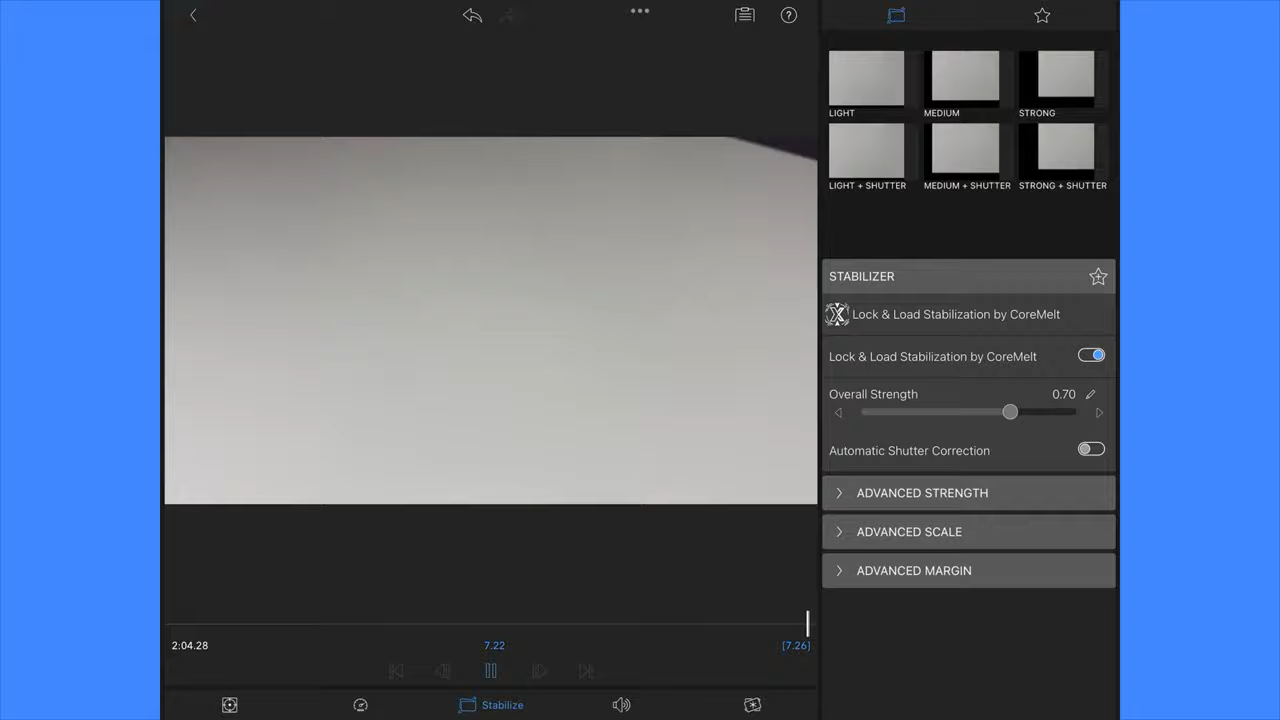 LIGHT
MEDIUM
STRONG
LIGHT + SHUTTER
MEDIUM + SHUTTER
STRONG + SHUTTER
STABILIZER
Lock & Load Stabilization by CoreMelt
Lock & Load Stabilization by CoreMelt
Overall Strength
0.70
Automatic Shutter Correction
ADVANCED STRENGTH
ADVANCED SCALE
ADVANCED MARGIN
2:04.28
7.22
[7.26]
Stabilize